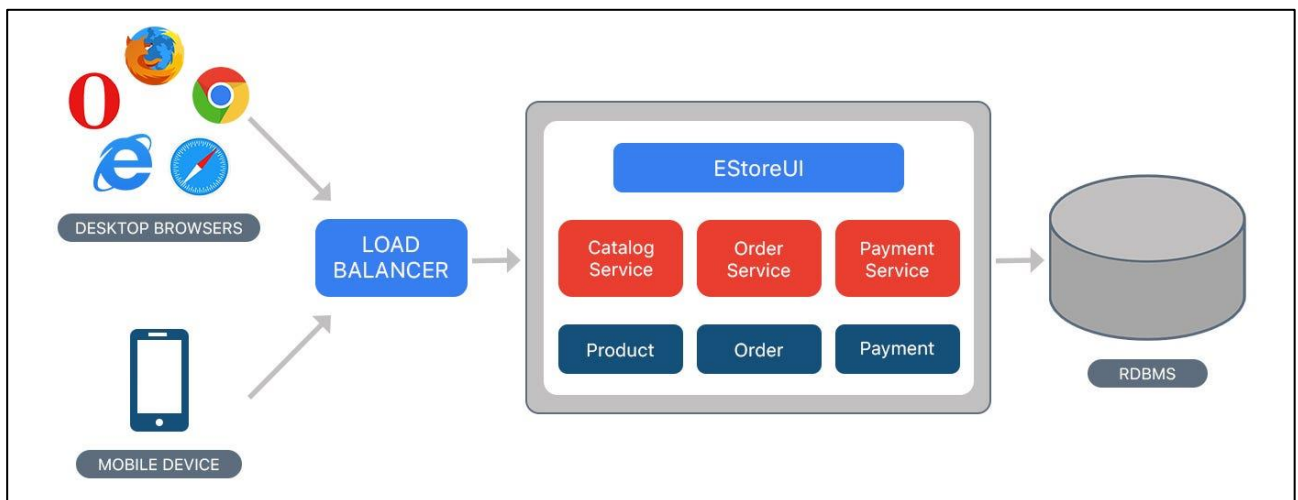 DESKTOP BROWSERS
MOBILE DEVICE
LOAD
BALANCER
EStoreUI
Catalog
Service
Order
Service
Payment
Service
Product
Order
Payment
RDBMS